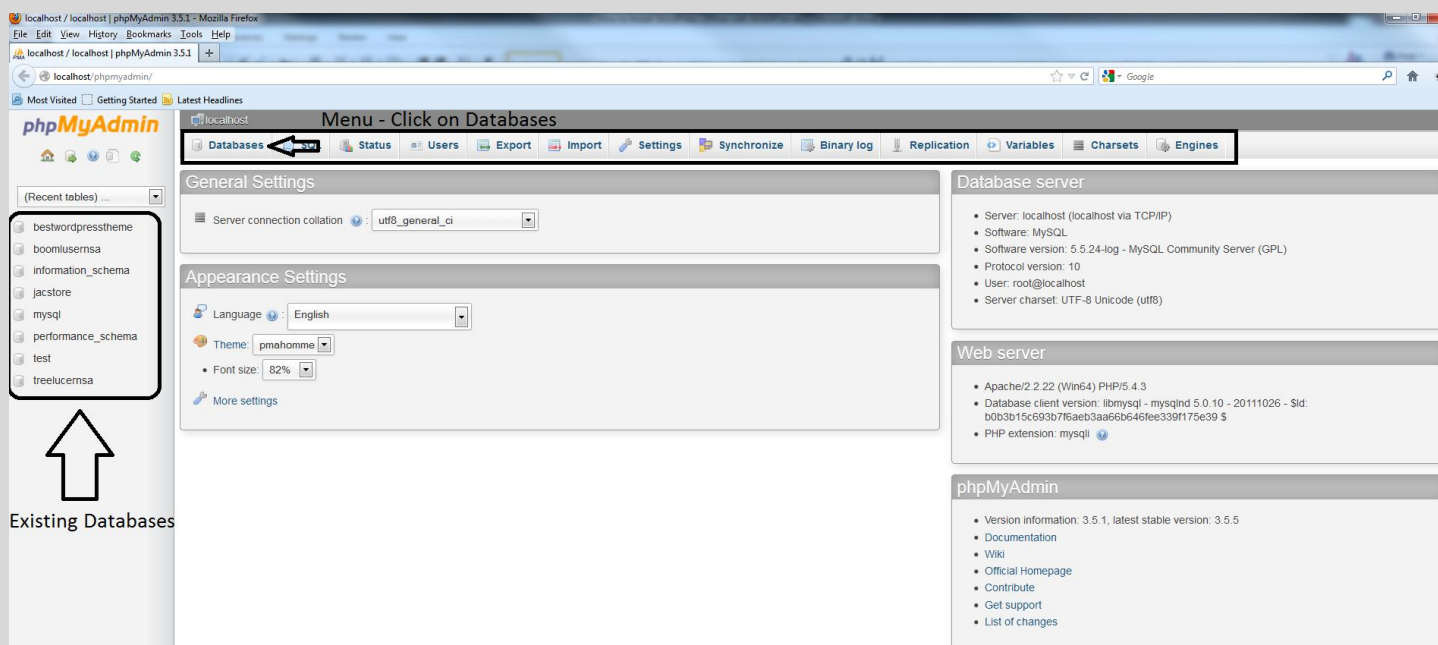 localhost / localhost | phpMyAdmin 3.5.1 - Mozilla Firefox
File Edit View History Bookmarks Tools Help
localhost / localhost | phpMyAdmin 3.5.1 +
localhost/phpmyadmin/
Google
Most Visited Getting Started Latest Headlines
phpMyAdmin
(Recent tables) ...
bestwordpresstheme
boomlusernsa
information_schema
jacstore
mysql
performance_schema
test
treelucernsa
Existing Databases
localhost
Menu - Click on Databases
Databases SQL Status Users Export Import Settings Synchronize Binary log Replication Variables Charsets Engines
General Settings
Server connection collation : utf8_general_ci
Appearance Settings
Language : English
Theme: pmahomme
• Font size: 82%
More settings
Database server
• Server: localhost (localhost via TCP/IP)
• Software: MySQL
• Software version: 5.5.24-log - MySQL Community Server (GPL)
• Protocol version: 10
• User: root@localhost
• Server charset: UTF-8 Unicode (utf8)
Web server
• Apache/2.2.22 (Win64) PHP/5.4.3
• Database client version: libmysql - mysqlnd 5.0.10 - 20111026 - $Id:
b0b3b15c693b7f6aeb3aa66b646fee339f175e39 $
• PHP extension: mysqli
phpMyAdmin
• Version information: 3.5.1, latest stable version: 3.5.5
• Documentation
• Wiki
• Official Homepage
• Contribute
• Get support
• List of changes